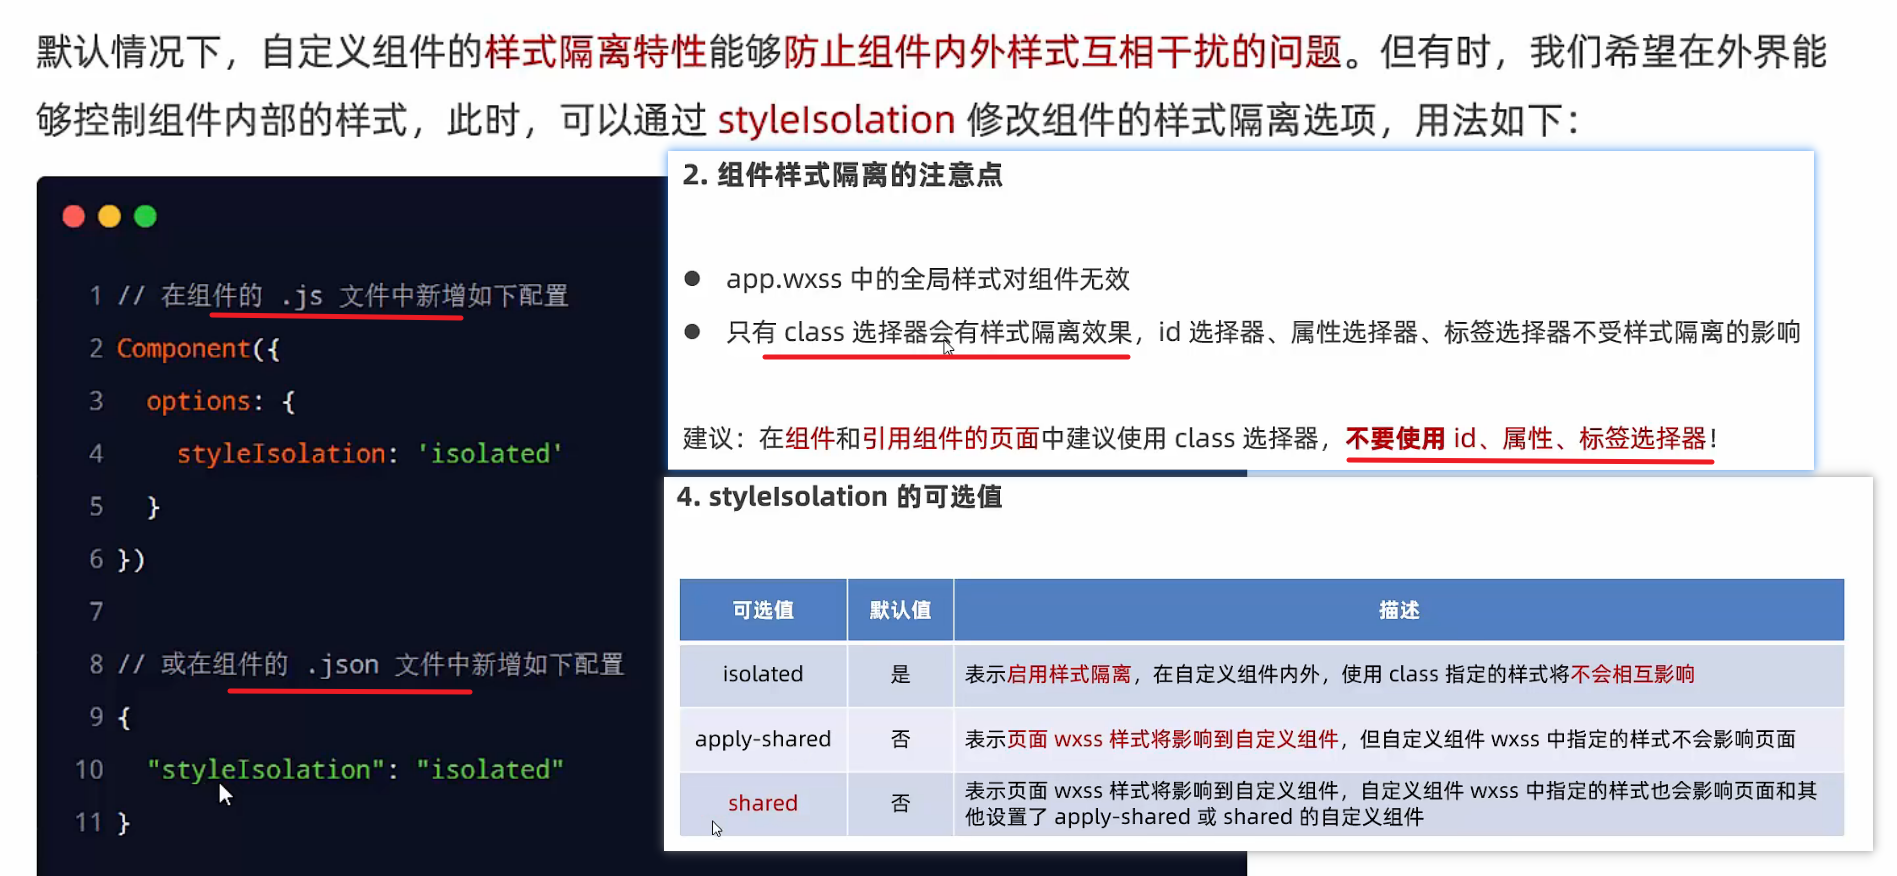 默认情况下，自定义组件的样式隔离特性能够防止组件内外样式互相干扰的问题。但有时，我们希望在外界能
够控制组件内部的样式，此时，可以通过 styleIsolation 修改组件的样式隔离选项，用法如下：
1 // 在组件的 .js 文件中新增如下配置
2 Component({
3 options: {
4 styleIsolation: 'isolated'
5 }
6 })
7
8 // 或在组件的 .json 文件中新增如下配置
9 {
10 "styleIsolation": "isolated"
11 }
2. 组件样式隔离的注意点
● app.wxss 中的全局样式对组件无效
● 只有 class 选择器会有样式隔离效果，id 选择器、属性选择器、标签选择器不受样式隔离的影响
建议：在组件和引用组件的页面中建议使用 class 选择器，不要使用 id、属性、标签选择器！
4. styleIsolation 的可选值
可选值 默认值 描述
isolated 是 表示启用样式隔离，在自定义组件内外，使用 class 指定的样式将不会相互影响
apply-shared 否 表示页面 wxss 样式将影响到自定义组件，但自定义组件 wxss 中指定的样式不会影响页面
shared 否 表示页面 wxss 样式将影响到自定义组件，自定义组件 wxss 中指定的样式也会影响页面和其
他设置了 apply-shared 或 shared 的自定义组件